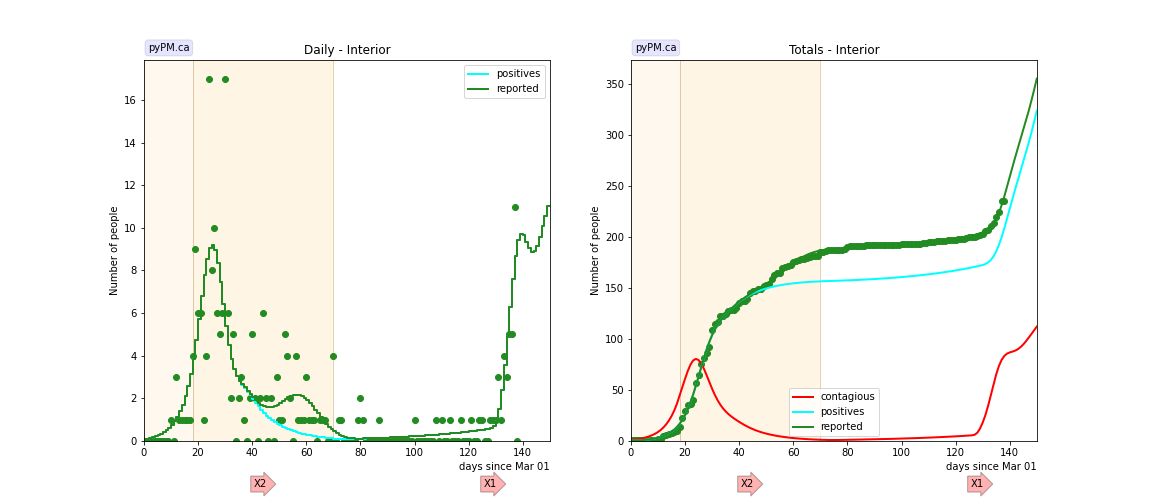 pyPM.ca
Daily - Interior
positives
reported
Number of people
16
14
12
10
8
6
4
2
0
0 20 40 60 80 100 120 140
days since Mar 01
X2
X1
pyPM.ca
Totals - Interior
Number of people
350
300
250
200
150
100
50
0
contagious
positives
reported
0 20 40 60 80 100 120 140
days since Mar 01
X2
X1